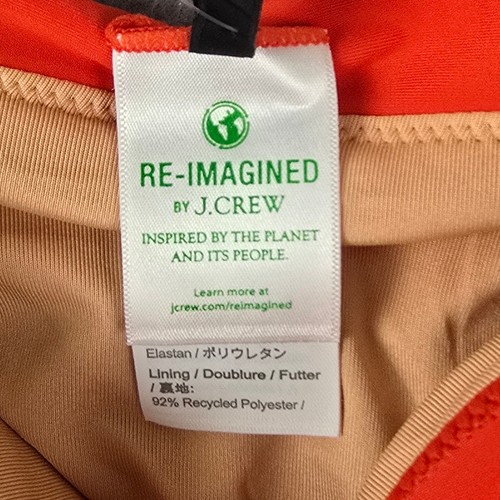 RE-IMAGINED
BY J.CREW
INSPIRED BY THE PLANET
AND ITS PEOPLE.
Learn more at
jcrew.com/reimagined
Elastan / ポリウレタン
Lining / Doublure / Futter
/ 裏地:
92% Recycled Polyester /